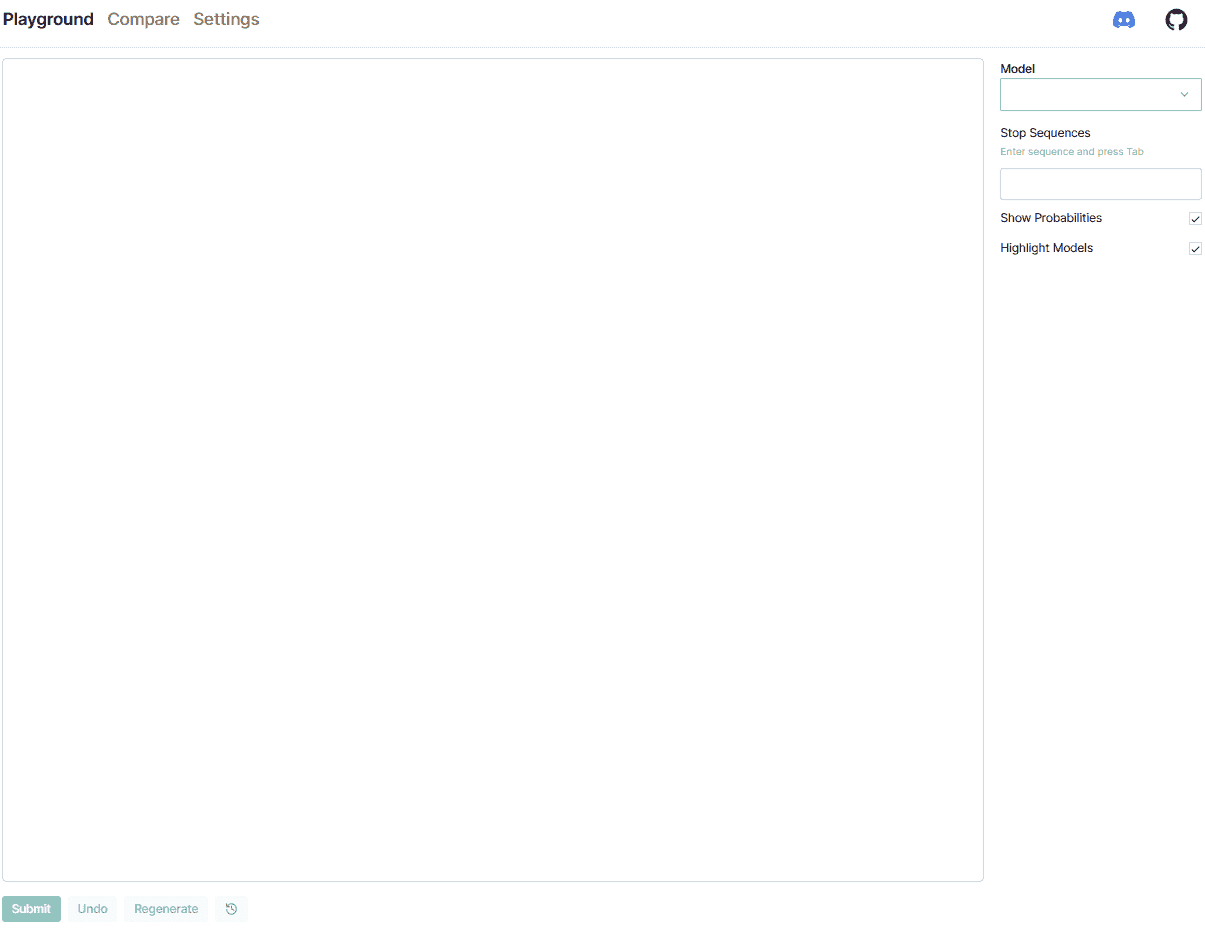 Playground Compare Settings
Model
Stop Sequences
Enter sequence and press Tab
Show Probabilities
Highlight Models
Submit Undo Regenerate